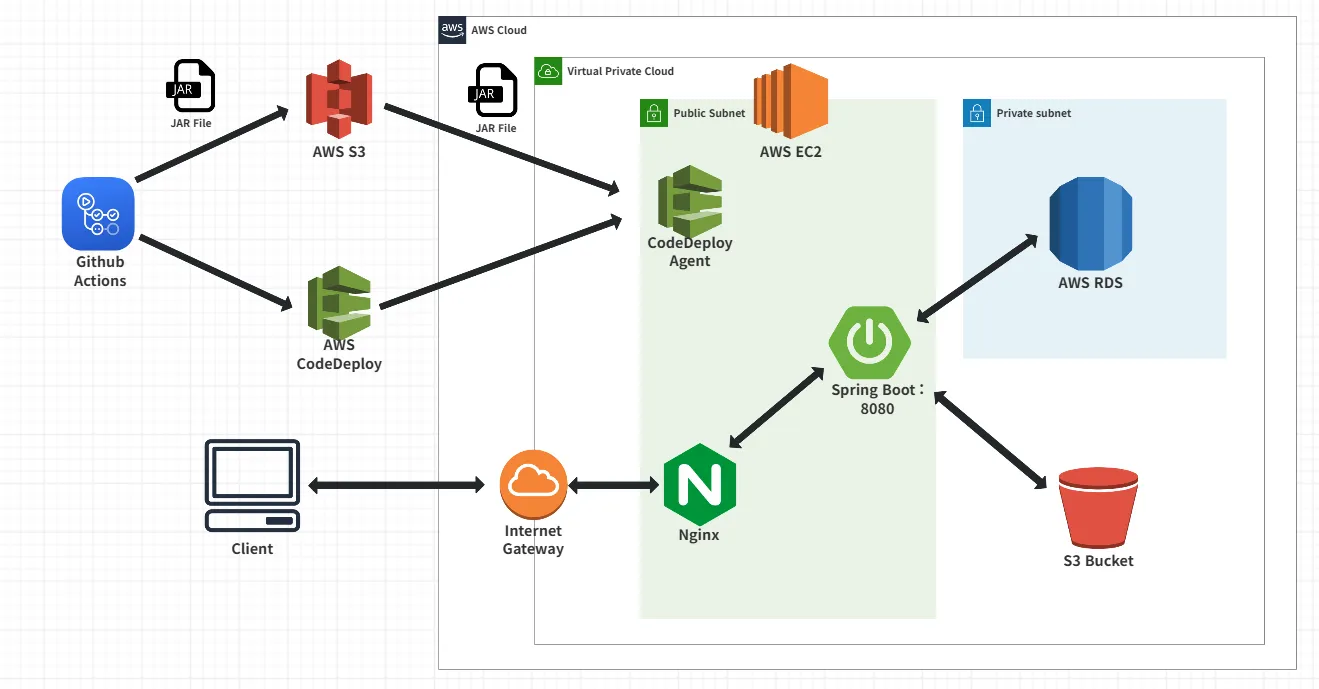 aws
AWS Cloud
Virtual Private Cloud
JAR
JAR File
AWS S3
JAR
JAR File
Public Subnet
AWS EC2
Private subnet
Github
Actions
CodeDeploy
Agent
AWS RDS
AWS
CodeDeploy
Spring Boot :
8080
Client
Internet
Gateway
N
Nginx
S3 Bucket